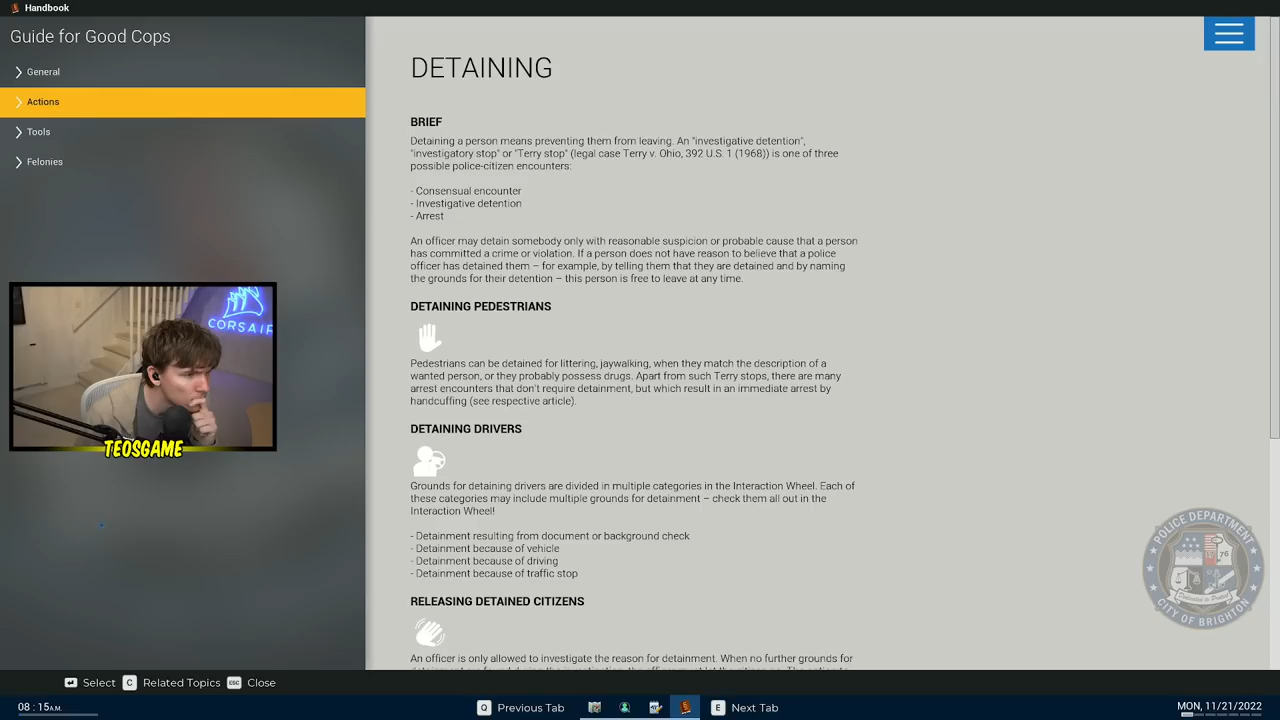 Handbook
Guide for Good Cops
General
Actions
Tools
Felonies
DETAINING
BRIEF
Detaining a person means preventing them from leaving. An "investigative detention",
"investigatory stop" or "Terry stop" (legal case Terry v. Ohio, 392 U.S. 1 (1968)) is one of three
possible police-citizen encounters:
- Consensual encounter
- Investigative detention
- Arrest
An officer may detain somebody only with reasonable suspicion or probable cause that a person
has committed a crime or violation. If a person does not have reason to believe that a police
officer has detained them – for example, by telling them that they are detained and by naming
the grounds for their detention – this person is free to leave at any time.
DETAINING PEDESTRIANS
Pedestrians can be detained for littering, jaywalking, when they match the description of a
wanted person, or they probably possess drugs. Apart from such Terry stops, there are many
arrest encounters that don't require detainment, but which result in an immediate arrest by
handcuffing (see respective article).
DETAINING DRIVERS
Grounds for detaining drivers are divided in multiple categories in the Interaction Wheel. Each of
these categories may include multiple grounds for detainment – check them all out in the
Interaction Wheel!
- Detainment resulting from document or background check
- Detainment because of vehicle
- Detainment because of driving
- Detainment because of traffic stop
RELEASING DETAINED CITIZENS
An officer is only allowed to investigate the reason for detainment. When no further grounds for
CORSAIR
TEOSGAME
POLICE DEPARTMENT
17 76
CITY OF BRIGHTON
Select
C Related Topics
ESC Close
08 : 15 A.M.
Q Previous Tab
E Next Tab
MON, 11/21/2022